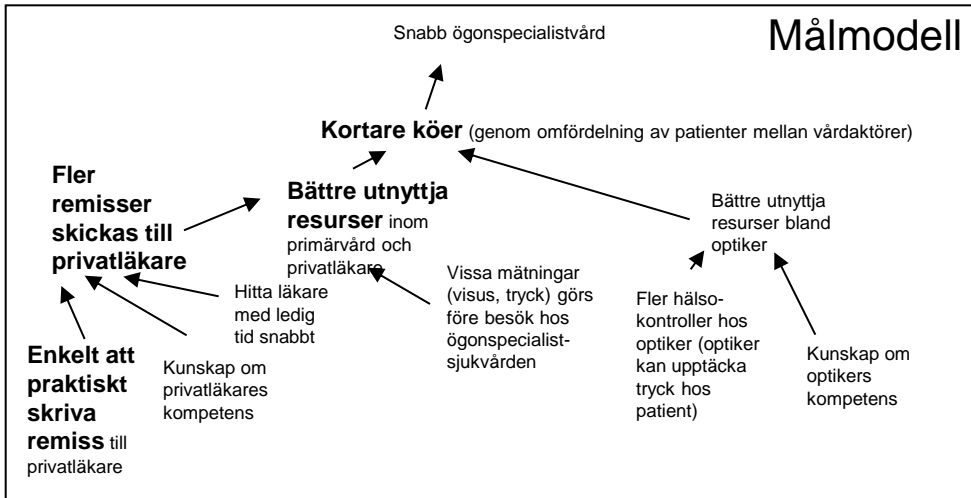 Målmodell
Snabb ögonspecialistvård
Kortare köer (genom omfördelning av patienter mellan vårdaktörer)
Fler
remisser
skickas till
privatläkare
Bättre utnyttja
resurser inom
primärvård och
privatläkare
Bättre utnyttja
resurser bland
optiker
Hitta läkare
med ledig
tid snabbt
Vissa mätningar
(visus, tryck) görs
före besök hos
ögonspecialist-
sjukvården
Fler hälso-
kontroller hos
optiker (optiker
kan upptäcka
tryck hos
patient)
Kunskap om
optikers
kompetens
Enkelt att
praktiskt
skriva
remiss till
privatläkare
Kunskap om
privatläkares
kompetens